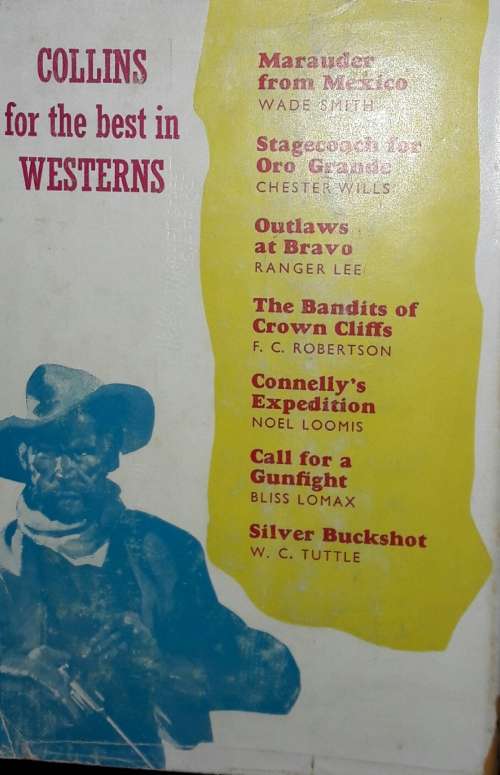 COLLINS
for the best in
WESTERNS
Marauder
from Mexico
WADE SMITH
Stagecoach for
Oro Grande
CHESTER WILLS
Outlaws
at Bravo
RANGER LEE
The Bandits of
Crown Cliffs
F. C. ROBERTSON
Connelly's
Expedition
NOEL LOOMIS
Call for a
Gunfight
BLISS LOMAX
Silver Buckshot
W. C. TUTTLE